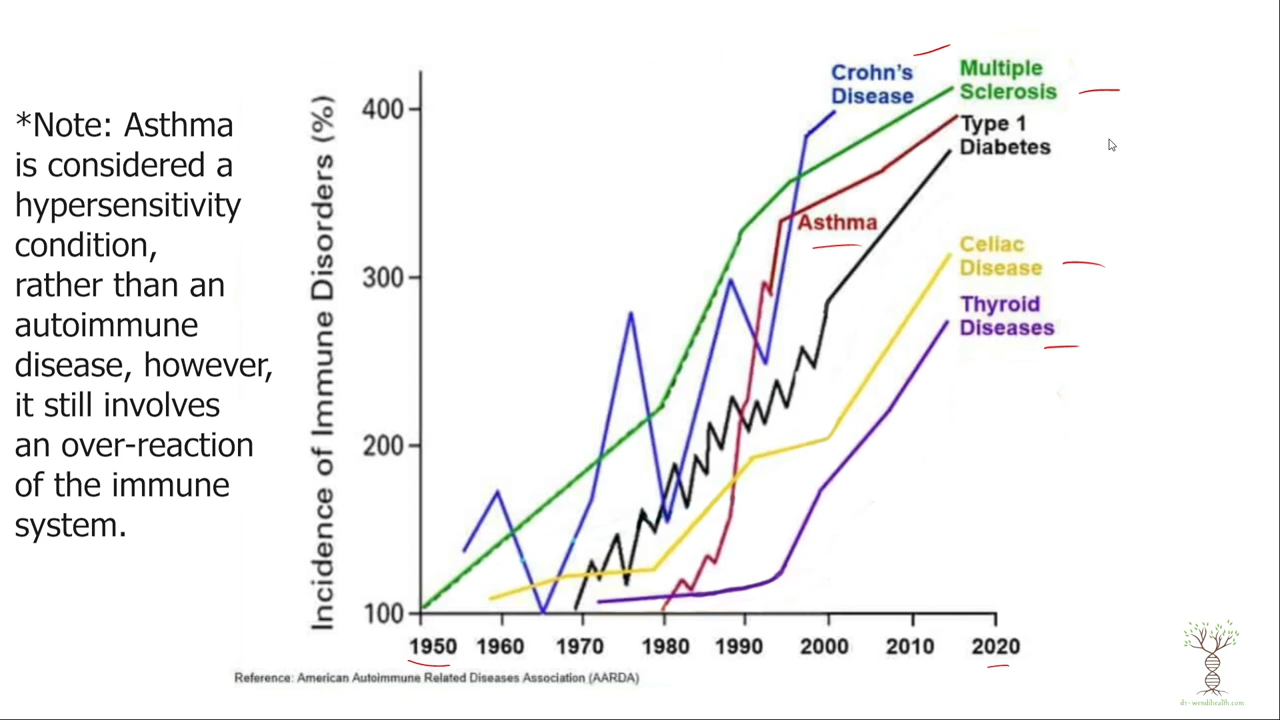 *Note: Asthma
is considered a
hypersensitivity
condition,
rather than an
autoimmune
disease, however,
it still involves
an over-reaction
of the immune
system.
Incidence of Immune Disorders (%)
400
300
200
100
Crohn's
Disease
Multiple
Sclerosis
Type 1
Diabetes
Asthma
Celiac
Disease
Thyroid
Diseases
1950 1960 1970 1980 1990 2000 2010 2020
Reference: American Autoimmune Related Diseases Association (AARDA)
dr-wendihealth.com